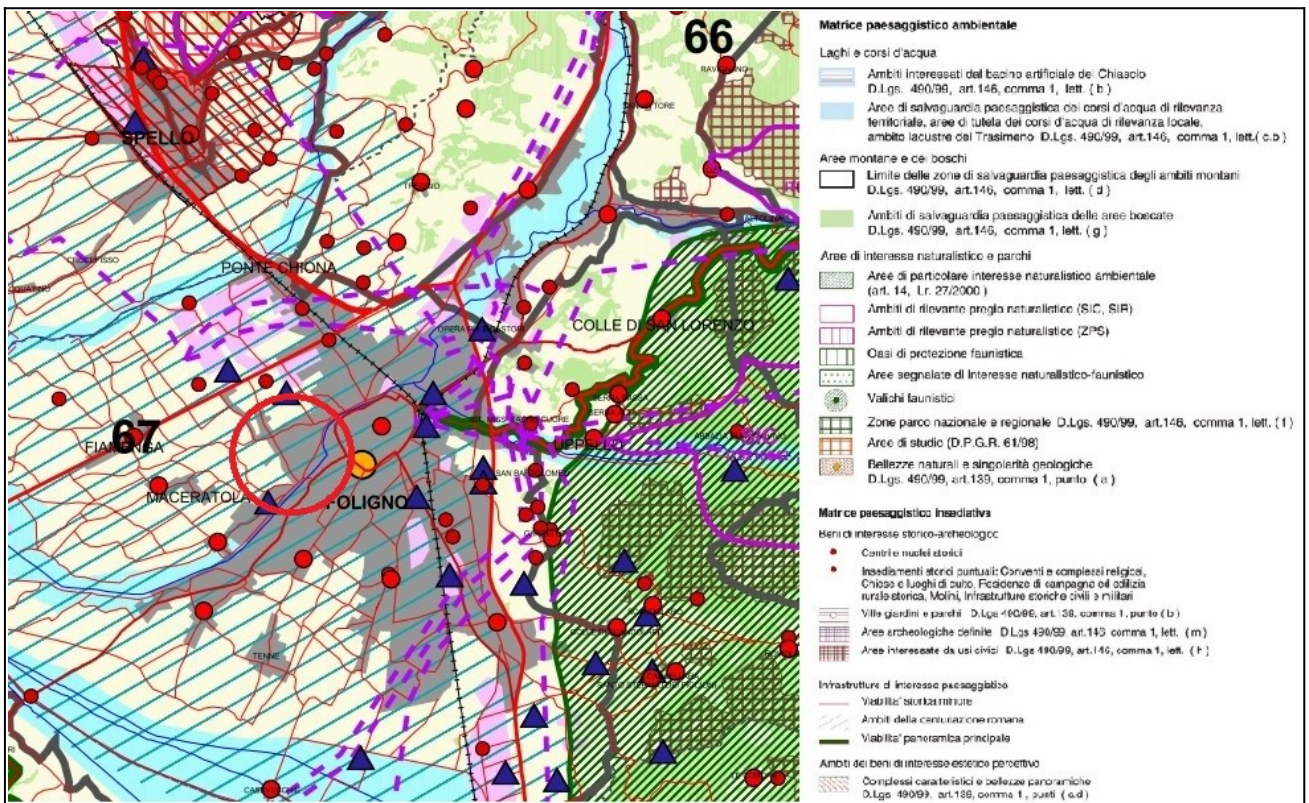 66
RAVIGNANO
SPELLO
PONTE CHIONA
COLLE DI SAN LORENZO
67
FIAMENGA
UPPELLO
SAN BARTOLOMEO
MACERATOLA
FOLIGNO
TENNE
Matrice paesaggistico ambientale
Laghi e corsi d'acqua
Ambiti interessati dal bacino artificiale del Chiascio
D.Lgs. 490/99, art.146, comma 1, lett. ( b )
Aree di salvaguardia paesaggistica dei corsi d'acqua di rilevanza
territoriale, aree di tutela dei corsi d'acqua di rilevanza locale,
ambito lacustre del Trasimeno D.Lgs. 490/99, art.146, comma 1, lett.( c.b )
Aree montane e dei boschi
Limite delle zone di salvaguardia paesaggistica degli ambiti montani
D.Lgs. 490/99, art.146, comma 1, lett. ( d )
Ambiti di salvaguardia paesaggistica delle aree boscate
D.Lgs. 490/99, art.146, comma 1, lett. ( g )
Aree di interesse naturalistico e parchi
Aree di particolare interesse naturalistico ambientale
(art. 14, Lr. 27/2000 )
Ambiti di rilevante pregio naturalistico (SIC, SIR)
Ambiti di rilevante pregio naturalistico (ZPS)
Oasi di protezione faunistica
Aree segnalate di interesse naturalistico-faunistico
Valichi faunistici
Zone parco nazionale e regionale D.Lgs. 490/99, art.146, comma 1, lett. ( f )
Aree di studio (D.P.G.R. 61/98)
Bellezze naturali e singolarità geologiche
D.Lgs. 490/99, art.139, comma 1, punto ( a )
Matrice paesaggistico insediativa
Beni di interesse storico-archeologico
Centri e nuclei storici
Insediamenti storici puntuali: Conventi e complessi religiosi,
Chiese e luoghi di culto, Residenze di campagna ed edilizia
rurale storica, Molini, Infrastrutture storiche civili e militari
Ville giardini e parchi D.Lgs 490/99, art.139, comma 1, punto ( b )
Aree archeologiche definite D.Lgs 490/99, art.146 comma 1, lett. ( m )
Aree interessate da usi civici D.Lgs 490/99, art.146, comma 1, lett. ( h )
Infrastrutture di interesse paesaggistico
Viabilita' storica minore
Ambiti della centuriazione romana
Viabilita' panoramica principale
Ambiti dei beni di interesse estetico percettivo
Complessi caratteristici e bellezze panoramiche
D.Lgs. 490/99, art.139, comma 1, punti ( c.d )